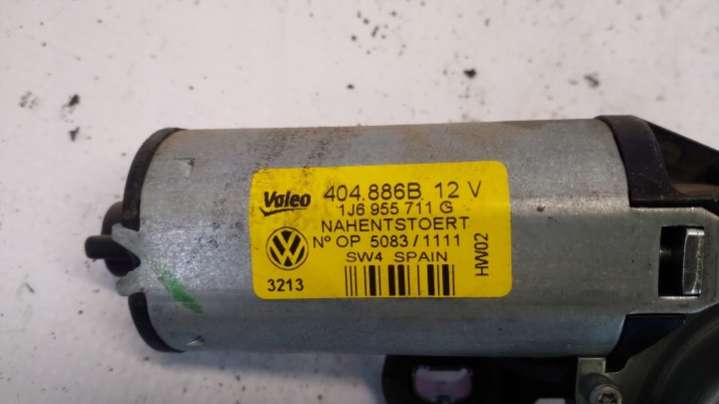 Valeo 404.886B 12 V
1J6 955 711 G
NAHENTSTOERT
Nº OP 5083/1111
SW4 SPAIN
3213
HW02